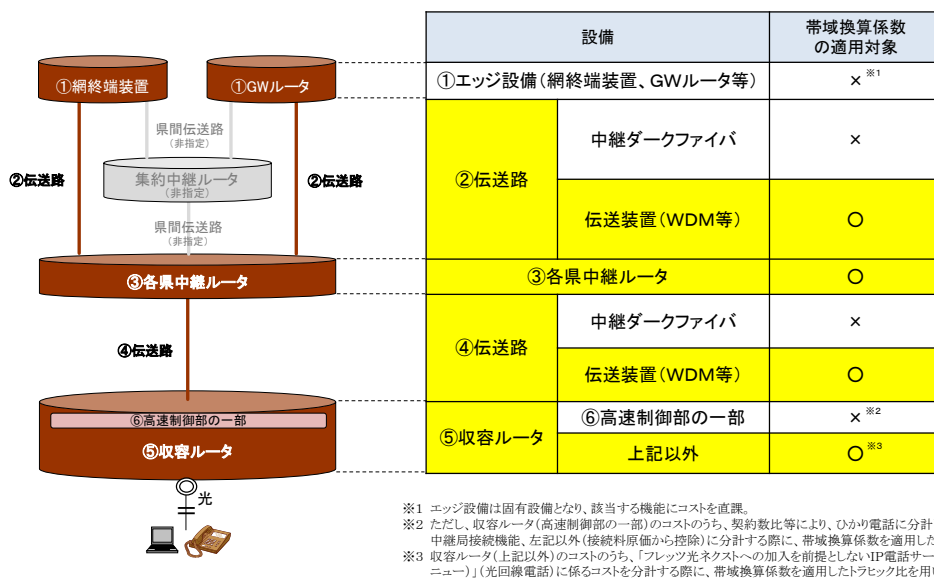 ①網終端装置
①GWルータ
県間伝送路
(非指定)
集約中継ルータ
(非指定)
②伝送路
②伝送路
県間伝送路
(非指定)
③各県中継ルータ
④伝送路
⑥高速制御部の一部
⑤収容ルータ
光
設備
帯域換算係数
の適用対象
①エッジ設備(網終端装置、GWルータ等)
×※1
②伝送路
中継ダークファイバ
×
伝送装置(WDM等)
○
③各県中継ルータ
○
④伝送路
中継ダークファイバ
×
伝送装置(WDM等)
○
⑤収容ルータ
⑥高速制御部の一部
×※2
上記以外
○※3
※1 エッジ設備は固有設備となり、該当する機能にコストを直課。
※2 ただし、収容ルータ(高速制御部の一部)のコストのうち、契約数比等により、ひかり電話に分計
中継局接続機能、左記以外(接続料原価から控除)に分計する際に、帯域換算係数を適用した
※3 収容ルータ(上記以外)のコストのうち、「フレッツ光ネクストへの加入を前提としないIP電話サー
ニュー)」(光回線電話)に係るコストを分計する際に、帯域換算係数を適用したトラヒック比を用い